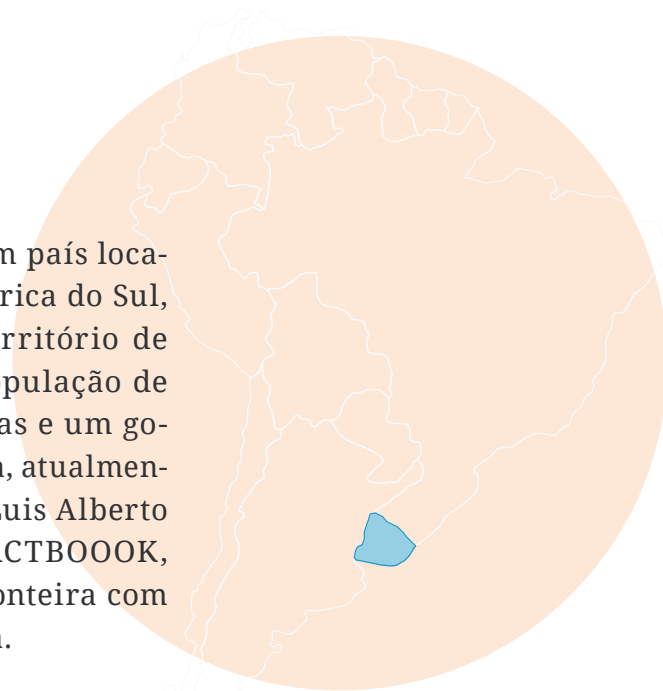 m país loca-
rica do Sul,
rritório de
pulação de
as e um go-
, atualmen-
uis Alberto
CTBOOOK,
onteira com
.